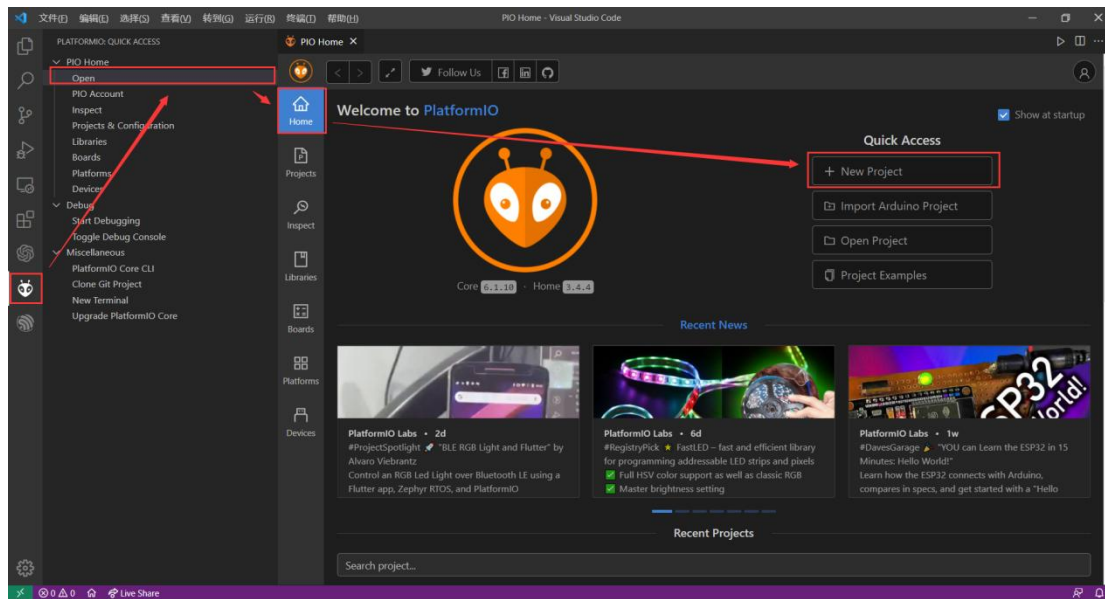 文件(F) 编辑(E) 选择(S) 查看(V) 转到(G) 运行(R) 终端(T) 帮助(H)
PIO Home - Visual Studio Code
PLATFORMIO: QUICK ACCESS
PIO Home
Open
PIO Account
Inspect
Projects & Configuration
Libraries
Boards
Platforms
Devices
Debug
Start Debugging
Toggle Debug Console
Miscellaneous
PlatformIO Core CLI
Clone Git Project
New Terminal
Upgrade PlatformIO Core
PIO Home
Follow Us
Home
Projects
Inspect
Libraries
Boards
Platforms
Devices
Welcome to PlatformIO
Show at startup
Core 6.1.10 · Home 3.4.4
Quick Access
+ New Project
Import Arduino Project
Open Project
Project Examples
Recent News
PlatformIO Labs • 2d
#ProjectSpotlight 🚀 "BLE RGB Light and Flutter" by
Alvaro Viebrantz
Control an RGB Led Light over Bluetooth LE using a
Flutter app, Zephyr RTOS, and PlatformIO
PlatformIO Labs • 6d
#RegistryPick ★ FastLED – fast and efficient library
for programming addressable LED strips and pixels
✅ Full HSV color support as well as classic RGB
✅ Master brightness setting
ESP32
World!
PlatformIO Labs • 1w
#DavesGarage "YOU can Learn the ESP32 in 15
Minutes: Hello World!"
Learn how the ESP32 connects with Arduino,
compares in specs, and get started with a "Hello
Recent Projects
Search project...
0 0 Live Share